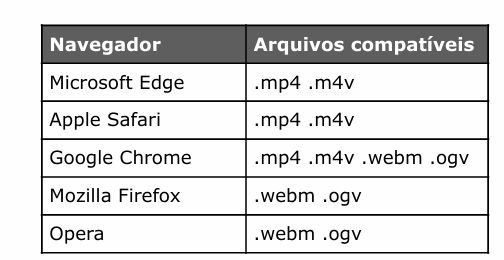 Navegador Arquivos compatíveis
Microsoft Edge .mp4 .m4v
Apple Safari .mp4 .m4v
Google Chrome .mp4 .m4v .webm .ogv
Mozilla Firefox .webm .ogv
Opera .webm .ogv